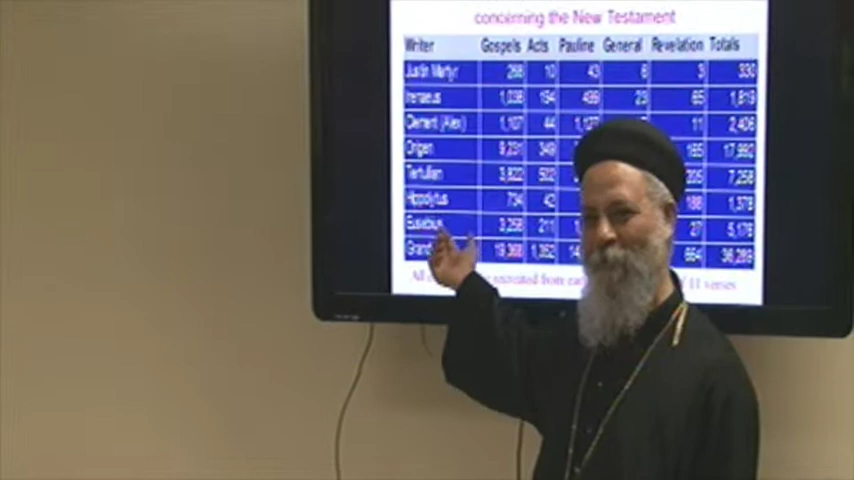 concerning the New Testament
Writer Gospels Acts Pauline General Revelation Totals
Justin Martyr 268 10 43 6 3 330
Irenaeus 1,038 194 499 23 65 1,819
Clement (Alex) 1,107 44 1,127 11 2,406
Origen 9,231 349 165 17,992
Tertullian 3,822 502 205 7,258
Hippolytus 734 42 188 1,378
Eusebius 3,258 211 27 5,176
Grand 19,368 1,352 664 36,289
All from 11 verses